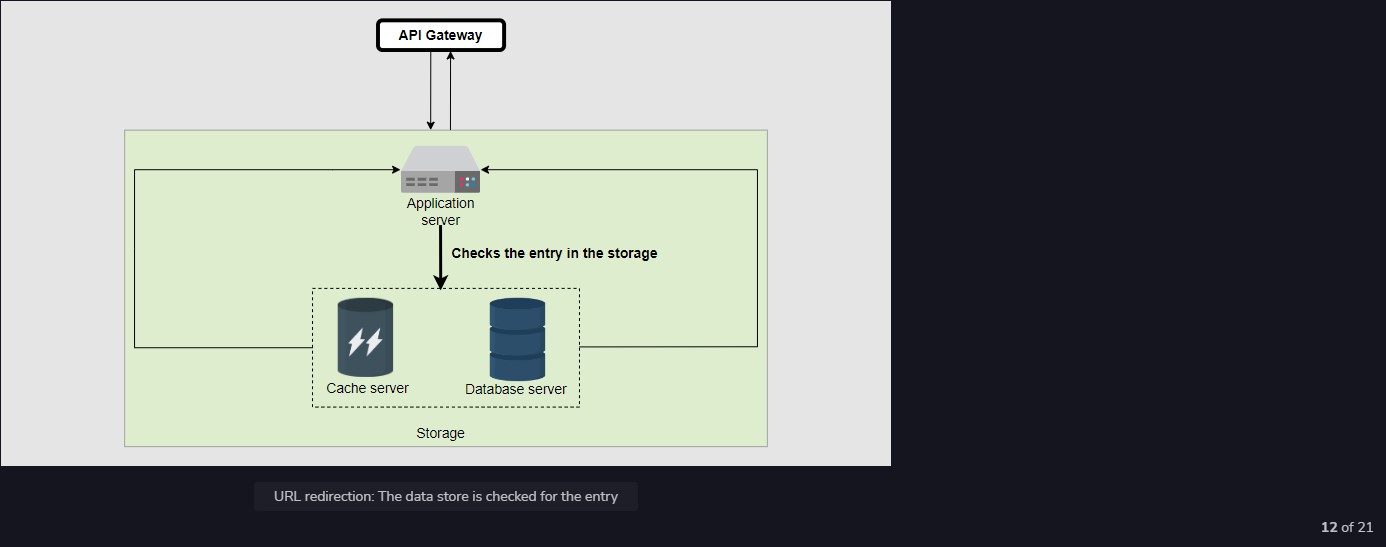 API Gateway
Application
server
Checks the entry in the storage
Cache server
Database server
Storage
URL redirection: The data store is checked for the entry
12 of 21